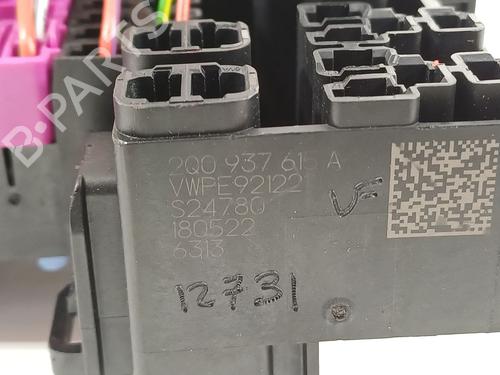 2Q0 937 615 A
VWPE92122
S24780
180522
6313
12731
VF
B-PARTS